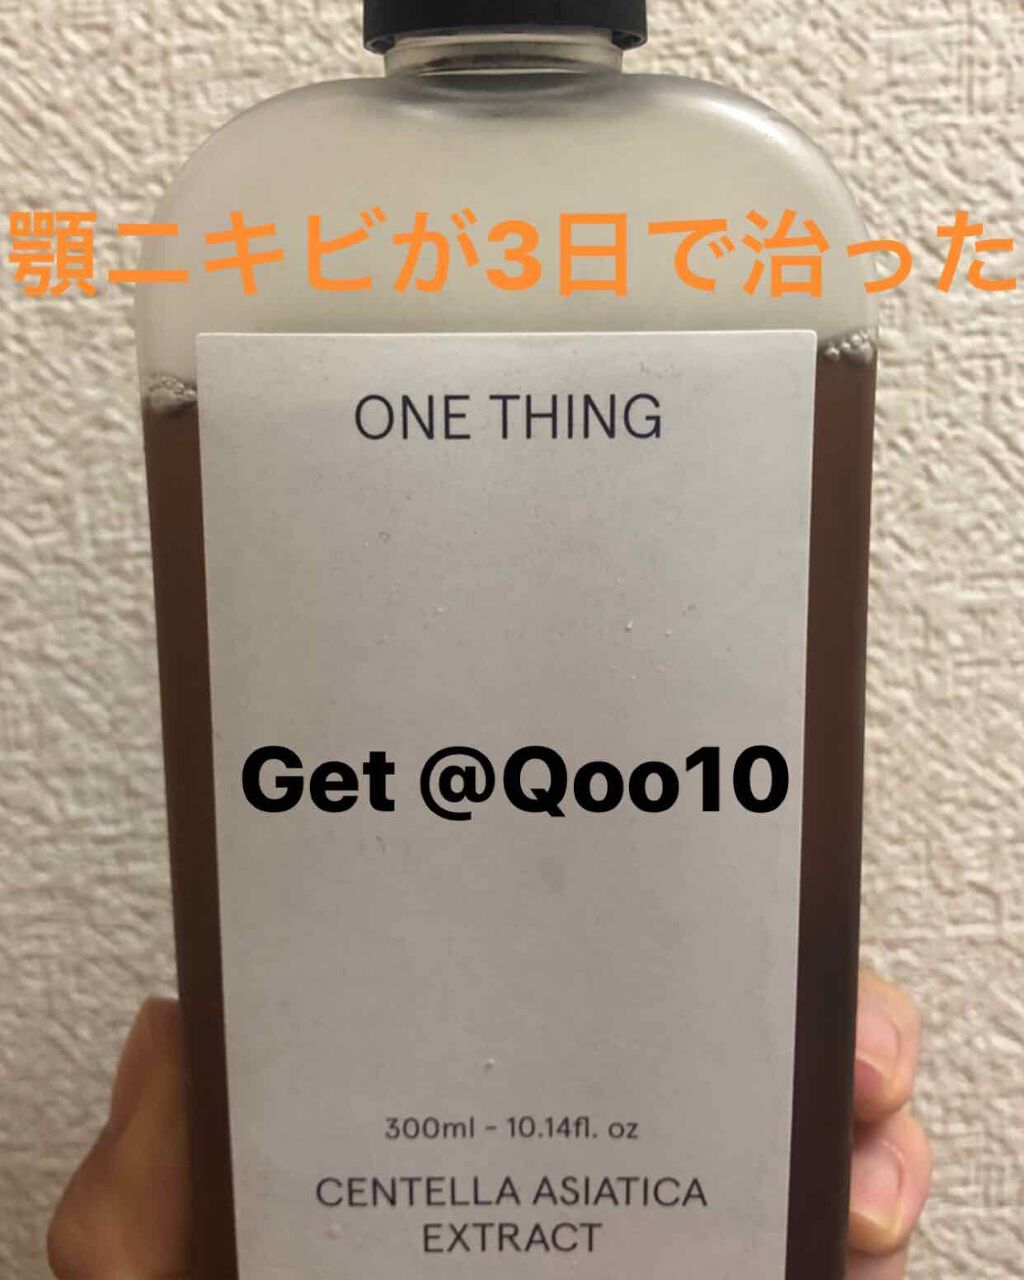 顎ニキビが3日で治った
ONE THING
Get @Qoo10
300ml - 10.14fl. oz
CENTELLA ASIATICA
EXTRACT